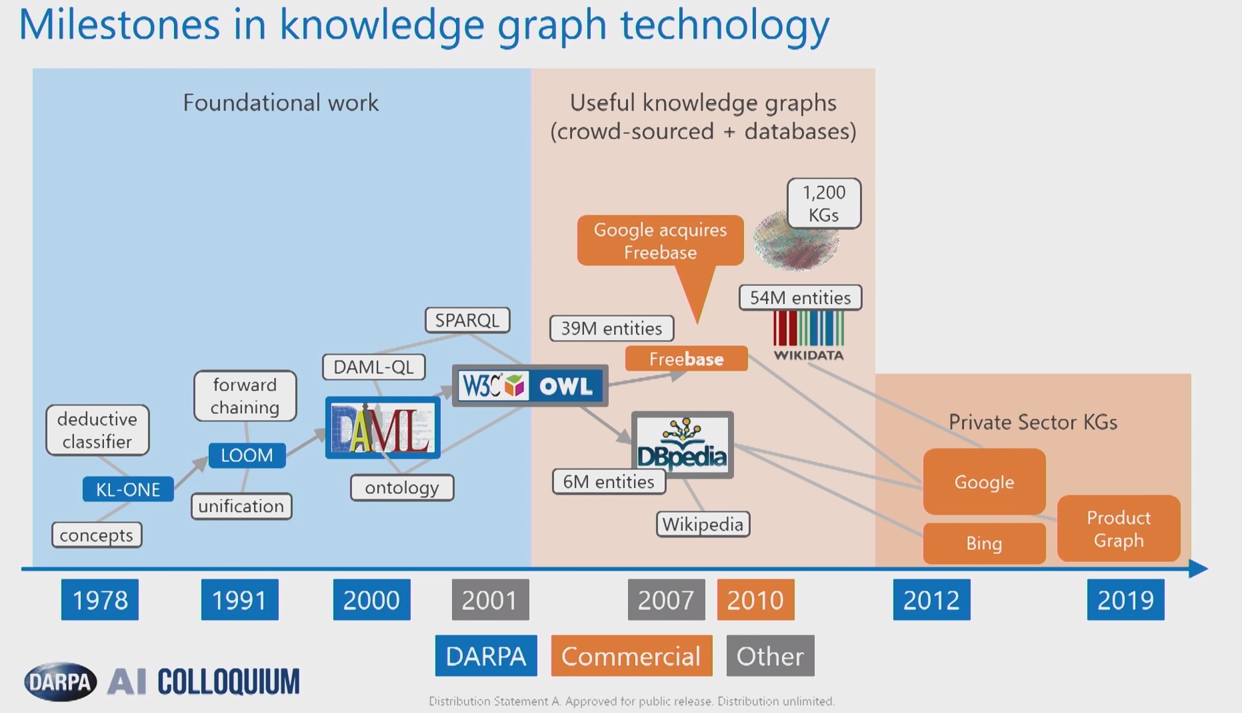 Milestones in knowledge graph technology
Foundational work
Useful knowledge graphs
(crowd-sourced + databases)
1,200
KGs
Google acquires
Freebase
54M entities
WIKIDATA
SPARQL
39M entities
Freebase
DAML-QL
W3C OWL
forward
chaining
deductive
classifier
DAML
LOOM
KL-ONE
unification
concepts
ontology
DBpedia
6M entities
Wikipedia
Private Sector KGs
Google
Bing
Product
Graph
1978
1991
2000
2001
2007
2010
2012
2019
DARPA
Commercial
Other
DARPA AI COLLOQUIUM
Distribution Statement A. Approved for public release. Distribution unlimited.